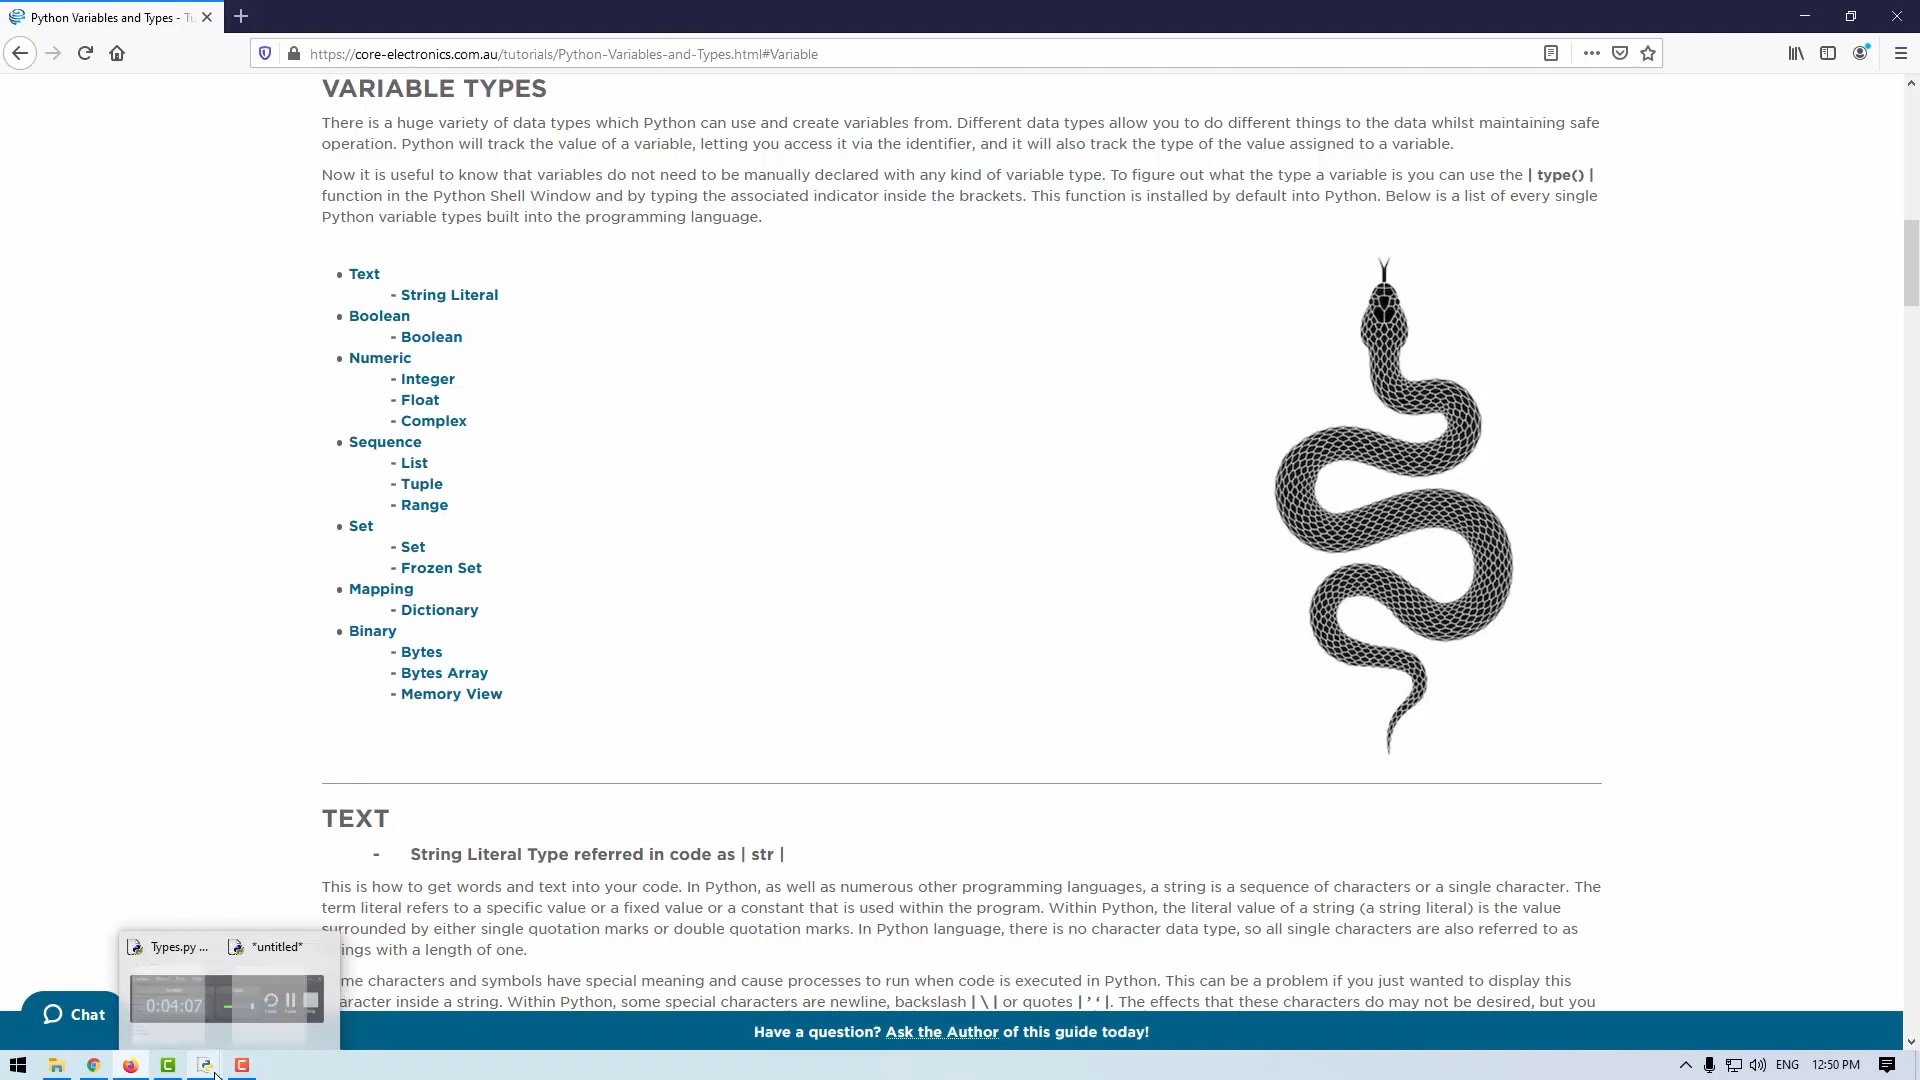 Python Variables and Types - Tu
https://core-electronics.com.au/tutorials/Python-Variables-and-Types.html#Variable
VARIABLE TYPES
There is a huge variety of data types which Python can use and create variables from. Different data types allow you to do different things to the data whilst maintaining safe
operation. Python will track the value of a variable, letting you access it via the identifier, and it will also track the type of the value assigned to a variable.
Now it is useful to know that variables do not need to be manually declared with any kind of variable type. To figure out what the type a variable is you can use the | type() |
function in the Python Shell Window and by typing the associated indicator inside the brackets. This function is installed by default into Python. Below is a list of every single
Python variable types built into the programming language.
• Text
- String Literal
• Boolean
- Boolean
• Numeric
- Integer
- Float
- Complex
• Sequence
- List
- Tuple
- Range
• Set
- Set
- Frozen Set
• Mapping
- Dictionary
• Binary
- Bytes
- Bytes Array
- Memory View
TEXT
- String Literal Type referred in code as | str |
This is how to get words and text into your code. In Python, as well as numerous other programming languages, a string is a sequence of characters or a single character. The
term literal refers to a specific value or a fixed value or a constant that is used within the program. Within Python, the literal value of a string (a string literal) is the value
surrounded by either single quotation marks or double quotation marks. In Python language, there is no character data type, so all single characters are also referred to as
ings with a length of one.
me characters and symbols have special meaning and cause processes to run when code is executed in Python. This can be a problem if you just wanted to display this
aracter inside a string. Within Python, some special characters are newline, backslash | \ | or quotes | ' ' |. The effects that these characters do may not be desired, but you
Types.py ...
*untitled*
0:04:07
Chat
Have a question? Ask the Author of this guide today!
ENG
12:50 PM